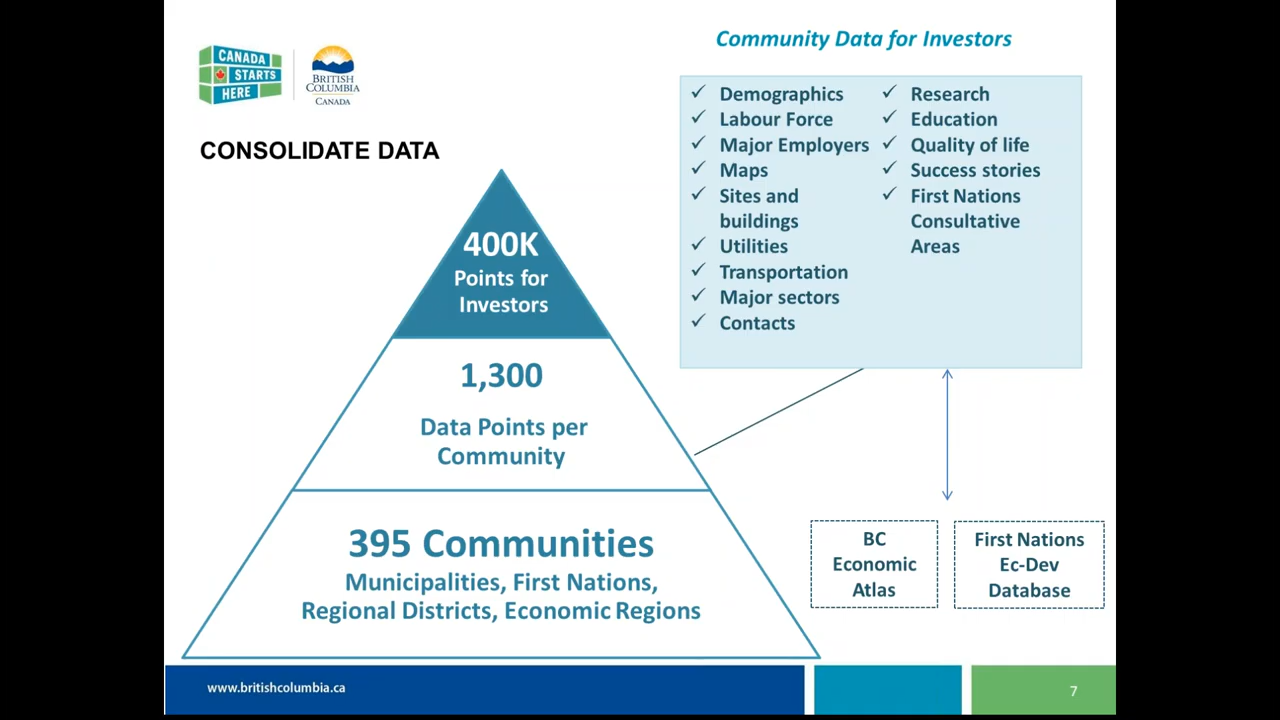 CANADA
STARTS
HERE
BRITISH
COLUMBIA
CANADA
CONSOLIDATE DATA
400K
Points for
Investors
1,300
Data Points per
Community
395 Communities
Municipalities, First Nations,
Regional Districts, Economic Regions
Community Data for Investors
✓ Demographics
✓ Labour Force
✓ Major Employers
✓ Maps
✓ Sites and
buildings
✓ Utilities
✓ Transportation
✓ Major sectors
✓ Contacts
✓ Research
✓ Education
✓ Quality of life
✓ Success stories
✓ First Nations
Consultative
Areas
BC
Economic
Atlas
First Nations
Ec-Dev
Database
www.britishcolumbia.ca
7